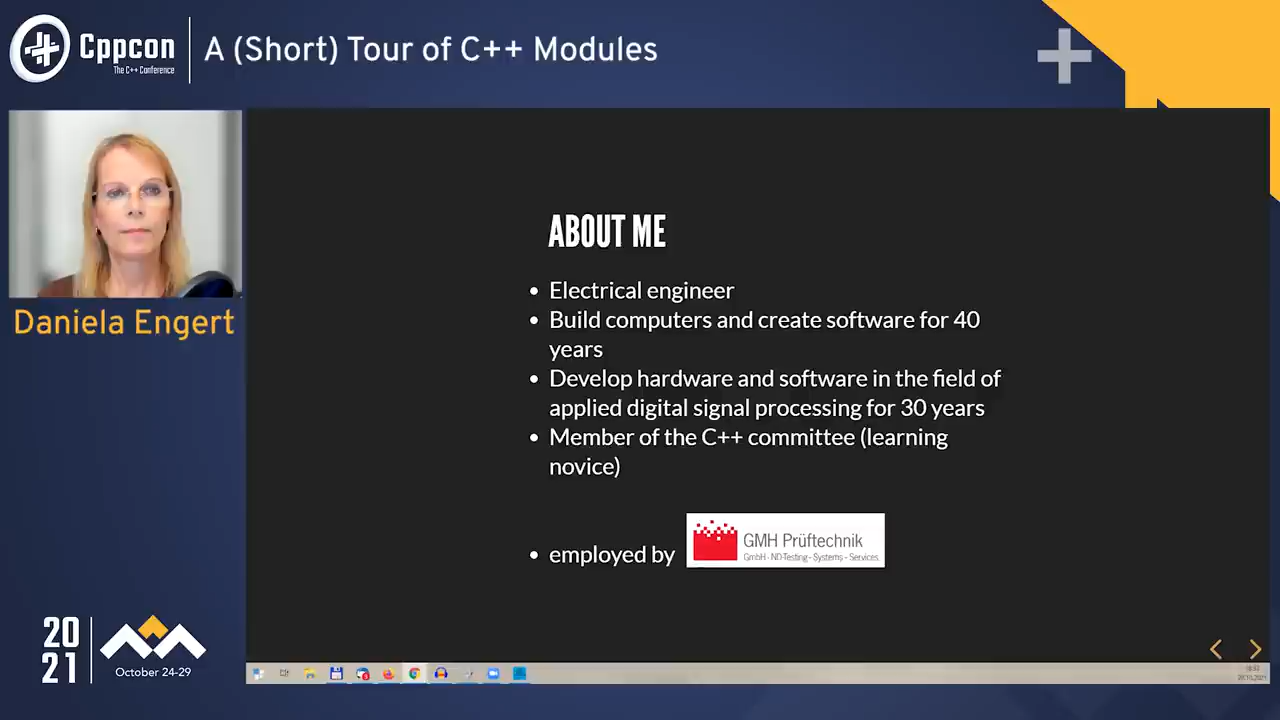 Cppcon
The C++ Conference
A (Short) Tour of C++ Modules
Daniela Engert
ABOUT ME
• Electrical engineer
• Build computers and create software for 40
years
• Develop hardware and software in the field of
applied digital signal processing for 30 years
• Member of the C++ committee (learning
novice)
• employed by
GMH Prüftechnik
GmbH - ND-Testing - Systems - Services.
20
21
October 24-29